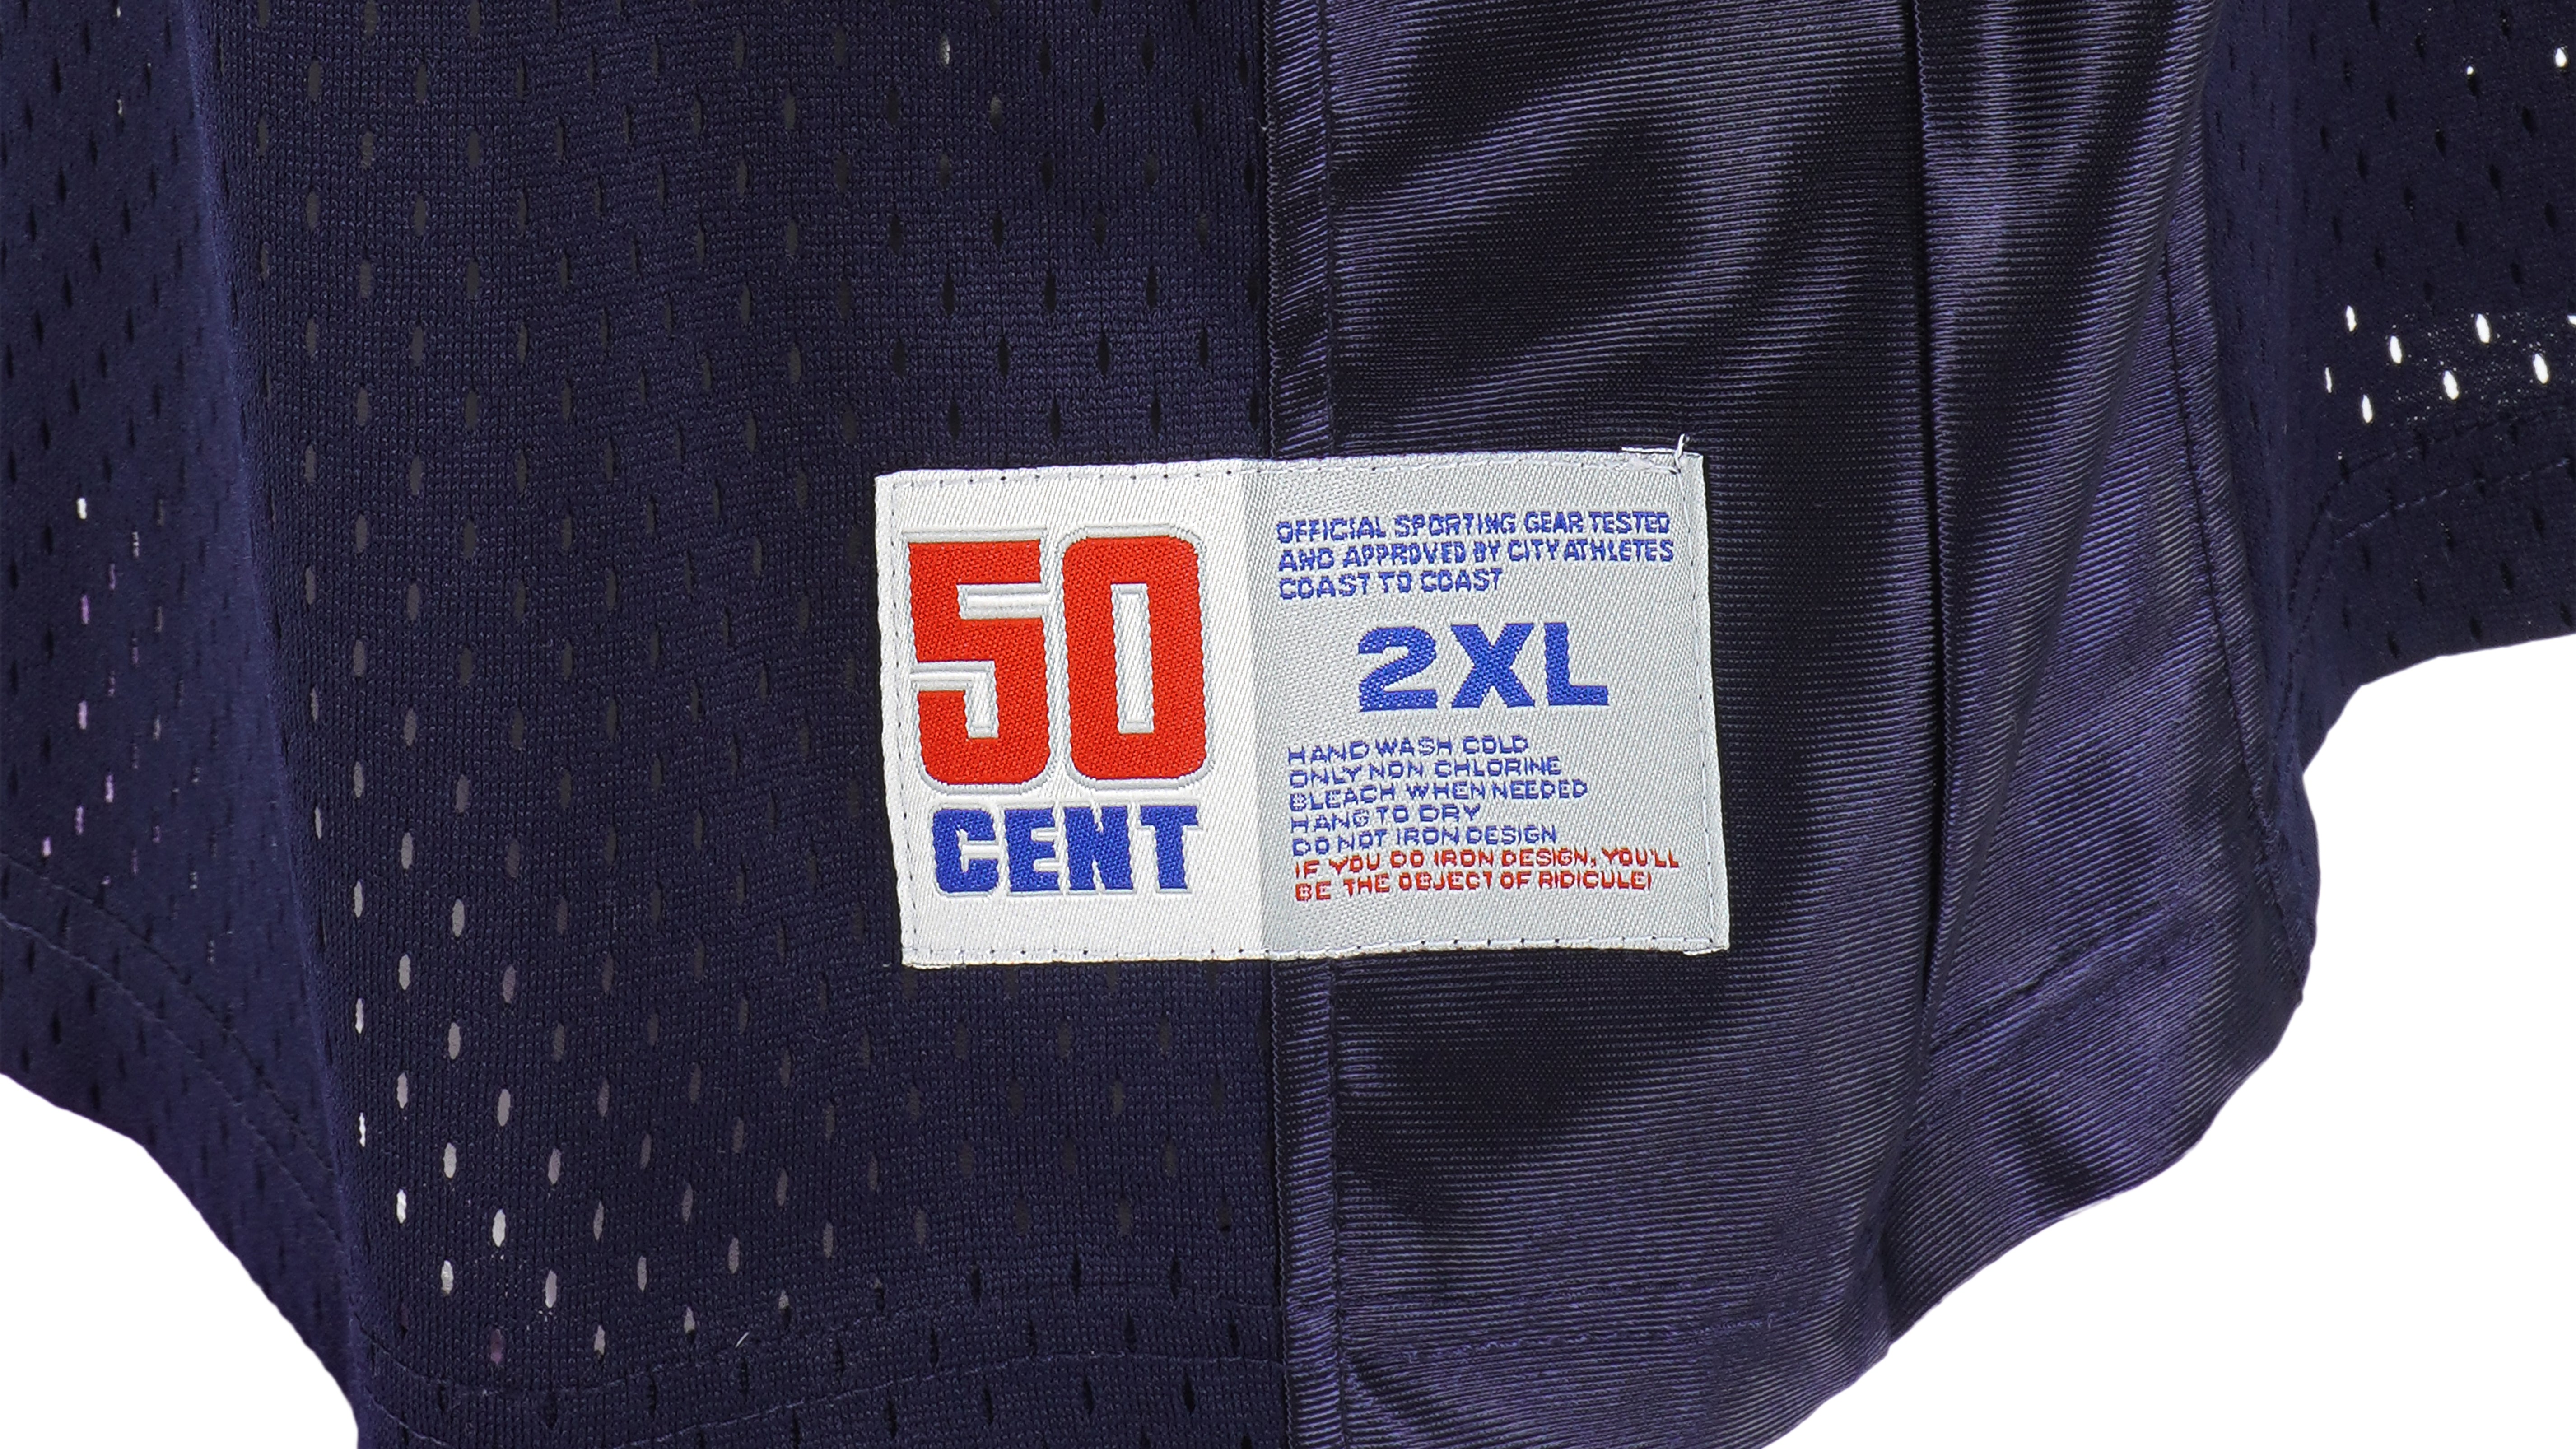 50
CENT
OFFICIAL SPORTING GEAR TESTED
AND APPROVED BY CITY ATHLETES
COAST TO COAST
2XL
HAND WASH COLD
ONLY NON CHLORINE
BLEACH WHEN NEEDED
HANG TO DRY
DO NOT IRON DESIGN
IF YOU DO IRON DESIGN, YOU'LL
BE THE OBJECT OF RIDICULE!